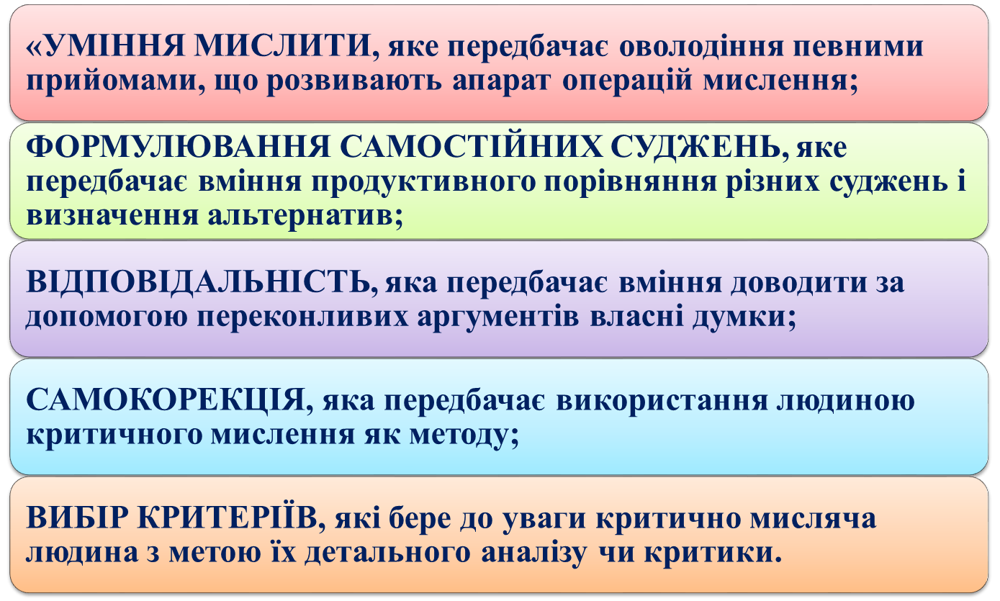 «УМІННЯ МИСЛИТИ, яке передбачає оволодіння певними
прийомами, що розвивають апарат операцій мислення;
ФОРМУЛЮВАННЯ САМОСТІЙНИХ СУДЖЕНЬ, яке
передбачає вміння продуктивного порівняння різних суджень і
визначення альтернатив;
ВІДПОВІДАЛЬНІСТЬ, яка передбачає вміння доводити за
допомогою переконливих аргументів власні думки;
САМОКОРЕКЦІЯ, яка передбачає використання людиною
критичного мислення як методу;
ВИБІР КРИТЕРІЇВ, які бере до уваги критично мисляча
людина з метою їх детального аналізу чи критики.